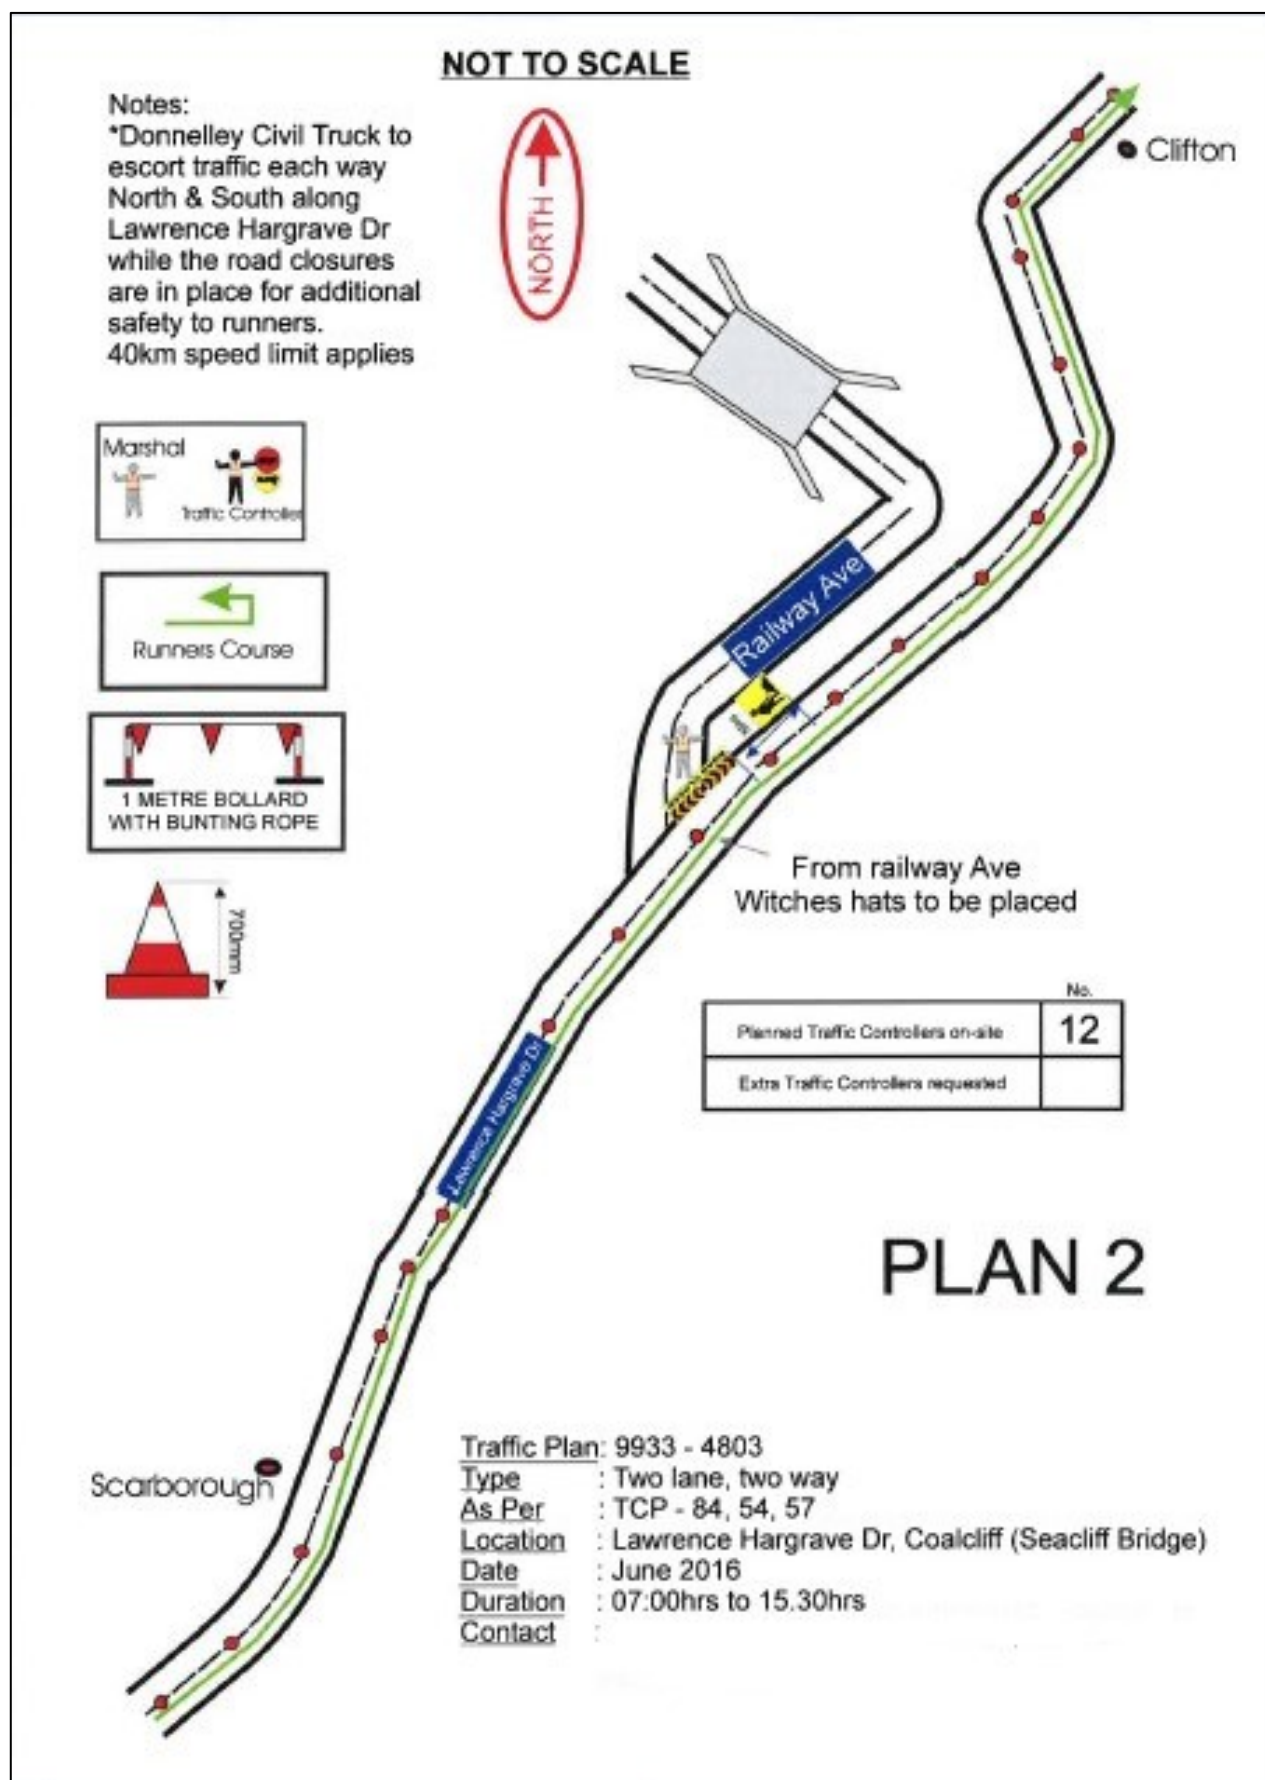 NOT TO SCALE
Notes:
*Donnelley Civil Truck to
escort traffic each way
North & South along
Lawrence Hargrave Dr
while the road closures
are in place for additional
safety to runners.
40km speed limit applies
NORTH
Clifton
Marshal
Traffic Controller
Runners Course
1 METRE BOLLARD
WITH BUNTING ROPE
700mm
Railway Ave
From railway Ave
Witches hats to be placed
No.
Planned Traffic Controllers on-site 12
Extra Traffic Controllers requested
Lawrence Hargrave Dr
PLAN 2
Scarborough
Traffic Plan: 9933 - 4803
Type : Two lane, two way
As Per : TCP - 84, 54, 57
Location : Lawrence Hargrave Dr, Coalcliff (Seacliff Bridge)
Date : June 2016
Duration : 07:00hrs to 15.30hrs
Contact :